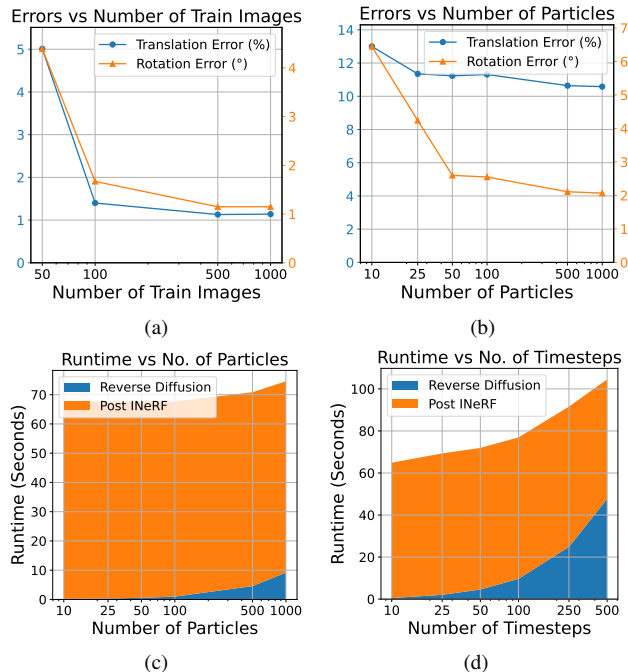 Errors vs Number of Train Images
Translation Error (%)
Rotation Error (°)
5
4
3
2
1
0
4
3
2
1
0
50
100
500
1000
Number of Train Images
(a)
Errors vs Number of Particles
Translation Error (%)
Rotation Error (°)
14
12
10
8
6
4
2
0
7
6
5
4
3
2
1
0
10
25
50
100
500
1000
Number of Particles
(b)
Runtime vs No. of Particles
Reverse Diffusion
Post INeRF
Runtime (Seconds)
70
60
50
40
30
20
10
0
10
25
50
100
500
1000
Number of Particles
(c)
Runtime vs No. of Timesteps
Reverse Diffusion
Post INeRF
Runtime (Seconds)
100
80
60
40
20
0
10
25
50
100
250
500
Number of Timesteps
(d)